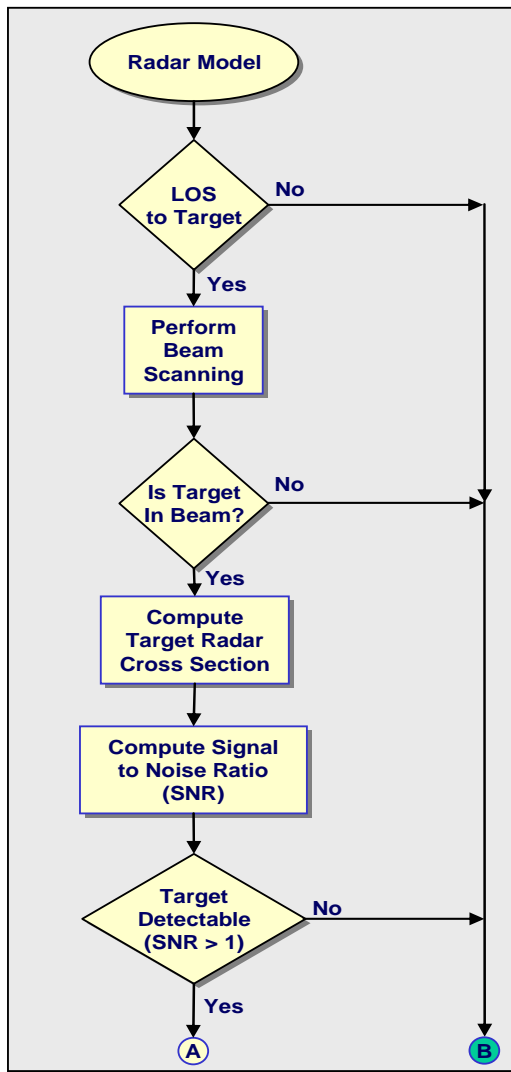 Radar Model
LOS
to Target
No
Yes
Perform
Beam
Scanning
Is Target
In Beam?
No
Yes
Compute
Target Radar
Cross Section
Compute Signal
to Noise Ratio
(SNR)
Target
Detectable
(SNR > 1)
No
Yes
A
B